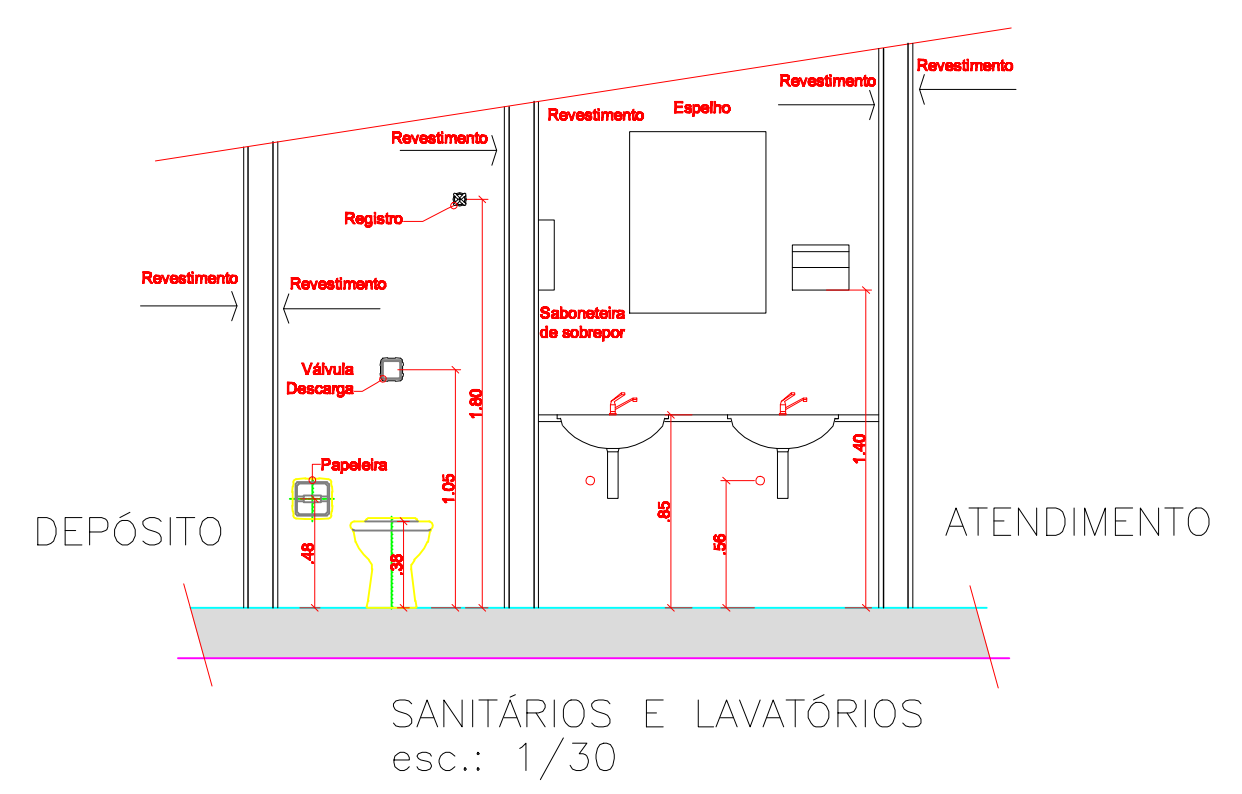 Revestimento
Revestimento
Espelho
Revestimento
Revestimento
Registro
Revestimento
Revestimento
Saboneteira
de sobrepor
Válvula
Descarga
1.80
1.40
Papeleira
1.05
.85
.56
.48
.38
DEPÓSITO
ATENDIMENTO
SANITÁRIOS E LAVATÓRIOS
esc.: 1/30